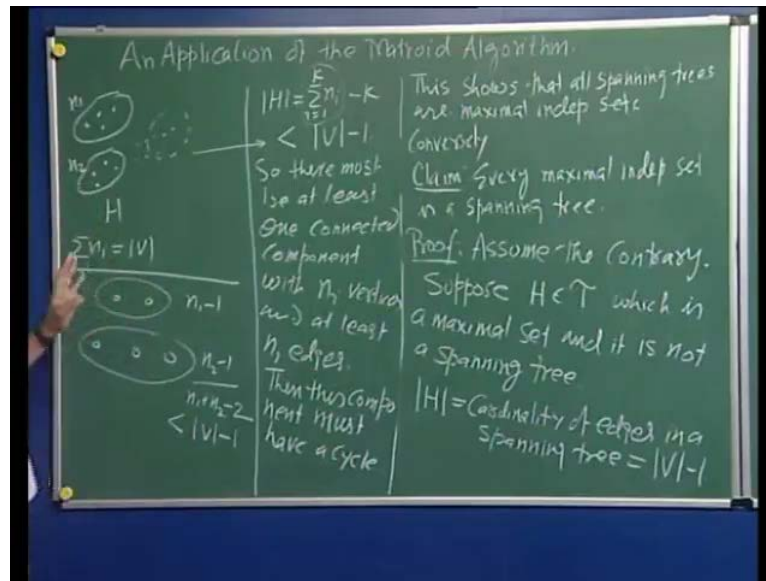 An Application of the Matroid Algorithm.
n1
n2
H
∑ n1 = |V|
n1-1
n2-1
n1+n2-2
< |V|-1
|H| = ∑ ni - K
K
i=1
< |V|-1
So there most
be at least
One connected
Component
with ni vertices
and at least
ni edges.
Then this compo
nent must
have a cycle
This shows that all spanning trees
are maximal indep sets
Conversely
Claim: Every maximal indep set
is a spanning tree.
Proof: Assume the Contrary.
Suppose H ∈ T which is
a maximal set and it is not
a spanning tree
|H| = Cardinality of edges in a
spanning tree = |V|-1